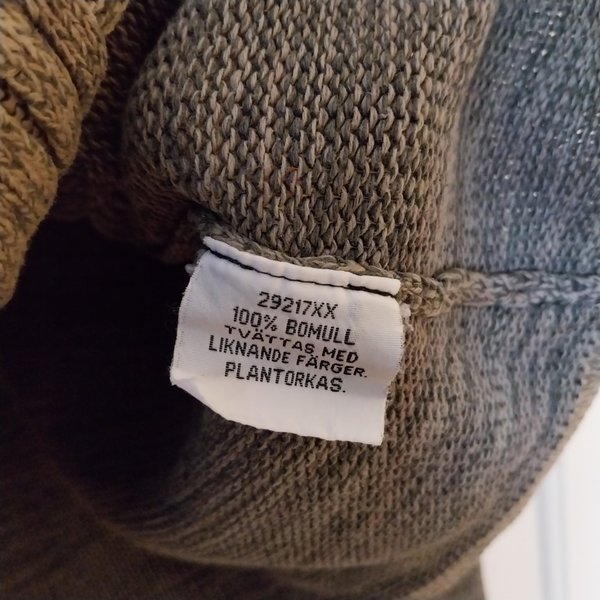 29217XX
100% BOMULL
TVÄTTAS MED
LIKNANDE FÄRGER.
PLANTORKAS.